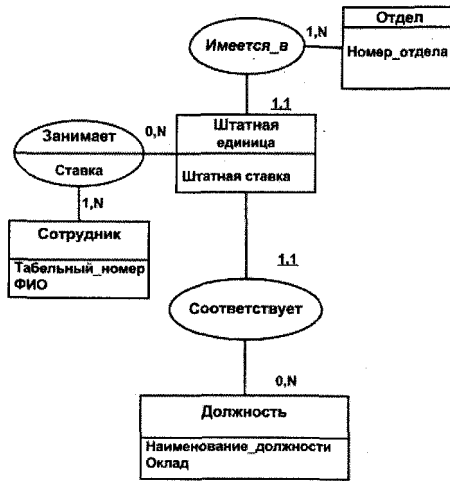 Отдел
1,N
Имеется_в
Номер_отдела
1.1
Штатная
единица
0,N
Занимает
Ставка
Штатная ставка
1,N
Сотрудник
Табельный_номер
ФИО
1.1
Соответствует
0,N
Должность
Наименование_должности
Оклад